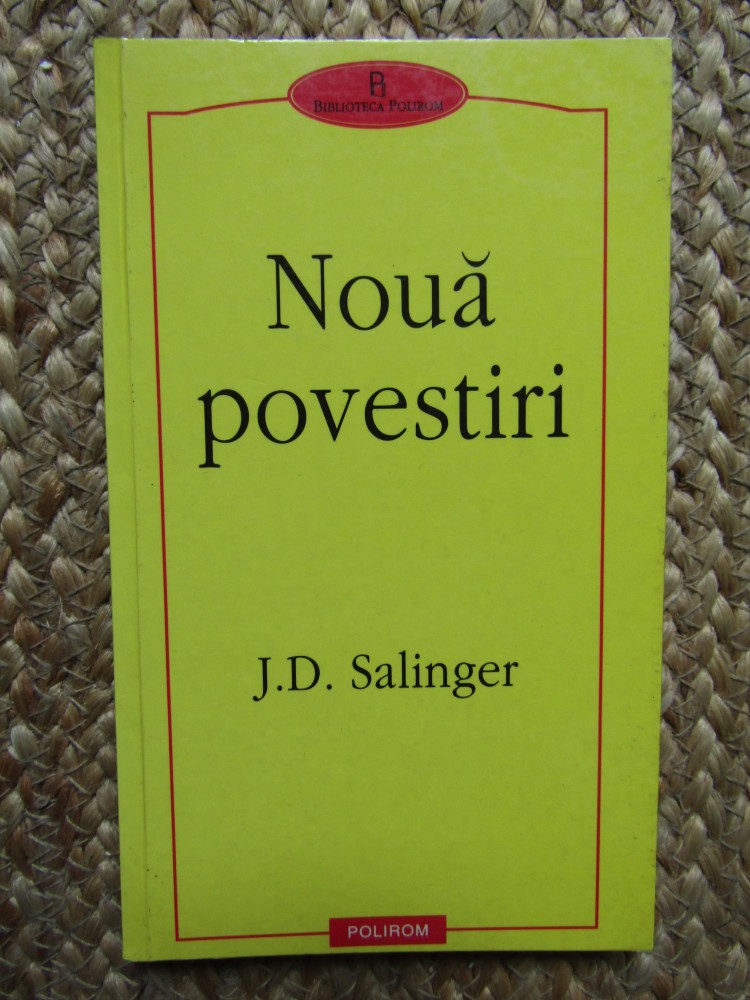 BIBLIOTECA POLIROM
Nouă
povestiri
J.D. Salinger
POLIROM